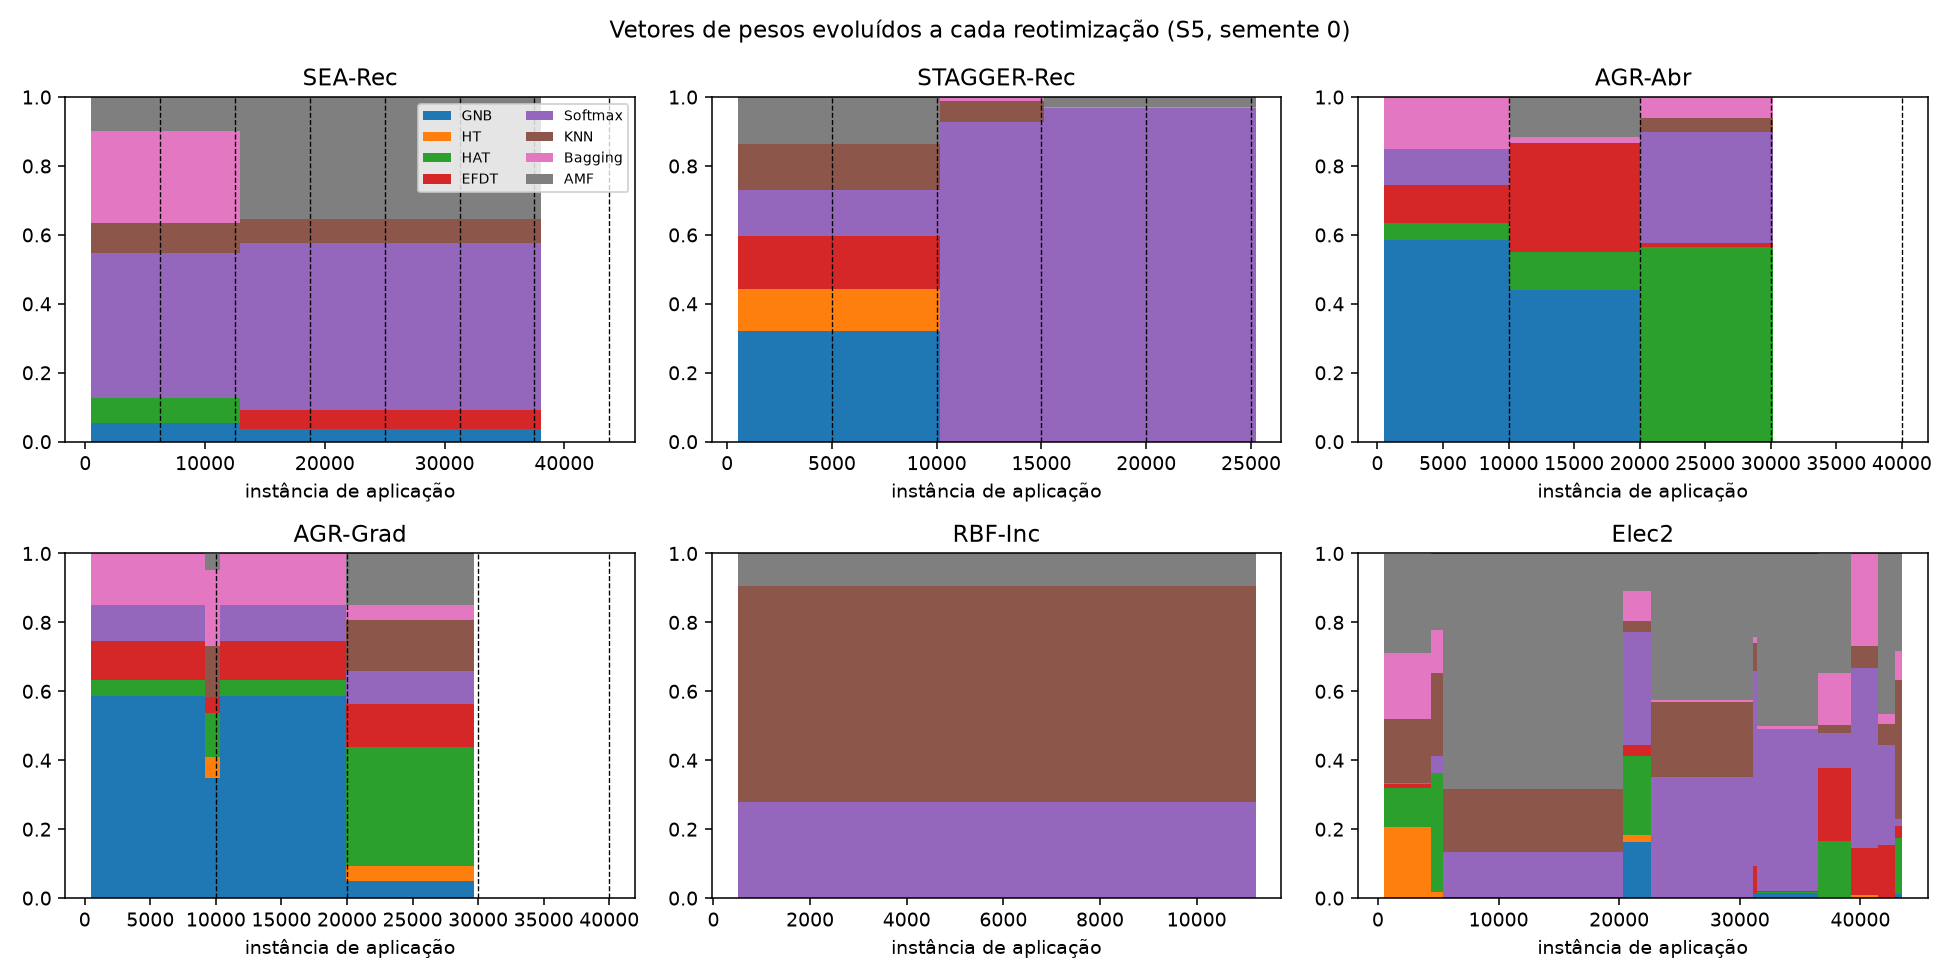 Vetores de pesos evoluídos a cada reotimização (S5, semente 0)
SEA-Rec
1.0
0.8
0.6
0.4
0.2
0.0
GNB
HT
HAT
EFDT
Softmax
KNN
Bagging
AMF
0 10000 20000 30000 40000
instância de aplicação
STAGGER-Rec
1.0
0.8
0.6
0.4
0.2
0.0
0 5000 10000 15000 20000 25000
instância de aplicação
AGR-Abr
1.0
0.8
0.6
0.4
0.2
0.0
0 5000 10000 15000 20000 25000 30000 35000 40000
instância de aplicação
AGR-Grad
1.0
0.8
0.6
0.4
0.2
0.0
0 5000 10000 15000 20000 25000 30000 35000 40000
instância de aplicação
RBF-Inc
1.0
0.8
0.6
0.4
0.2
0.0
0 2000 4000 6000 8000 10000
instância de aplicação
Elec2
1.0
0.8
0.6
0.4
0.2
0.0
0 10000 20000 30000 40000
instância de aplicação